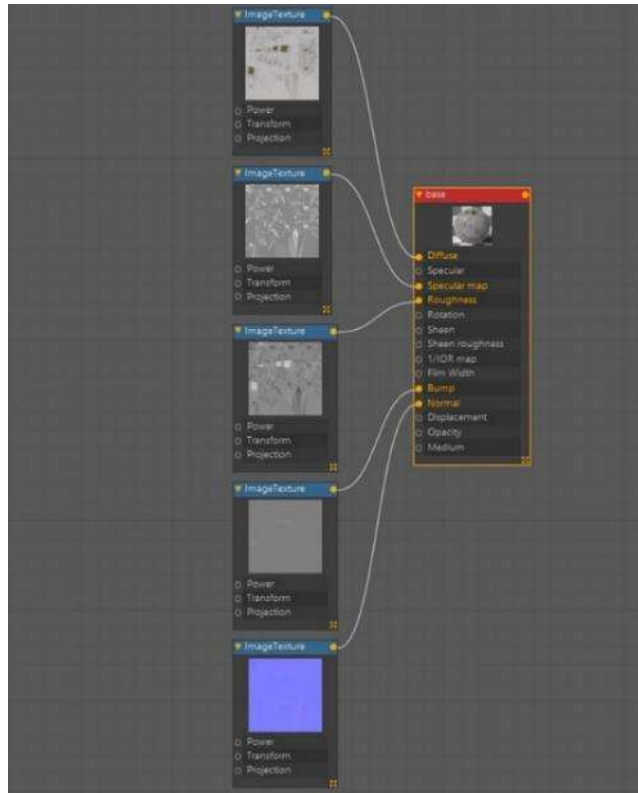 ImageTexture
Power
Transform
Projection
ImageTexture
Power
Transform
Projection
base
Diffuse
Specular
Specular map
Roughness
Rotation
Sheen
Sheen roughness
1/IOR map
Film Width
Bump
Normal
Displacement
Opacity
Medium
ImageTexture
Power
Transform
Projection
ImageTexture
Power
Transform
Projection
ImageTexture
Power
Transform
Projection